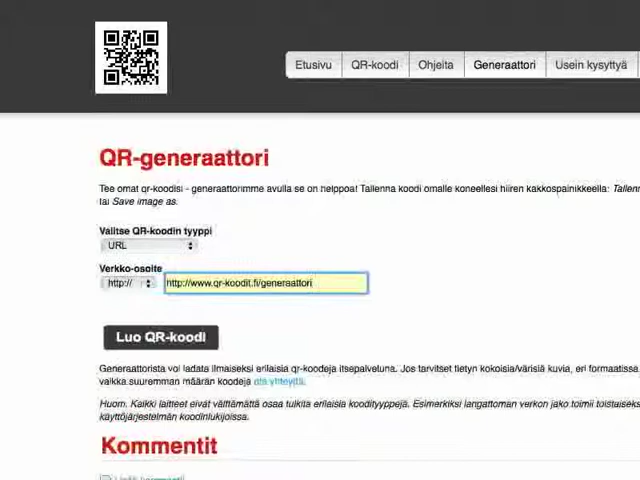 Etusivu QR-koodi Ohjeita Generaattori Usein kysyttyä
QR-generaattori
Tee omat qr-koodisi - generaattorimme avulla se on helppoa! Tallenna koodi omalle koneellesi hiiren kakkospainikkeella: Tallenn
tai Save image as.
Valitse QR-koodin tyyppi
URL
Verkko-osoite
http:// http://www.qr-koodit.fi/generaattori
Luo QR-koodi
Generaattorista voi ladata ilmaiseksi erilaisia qr-koodeja itsepalveluna. Jos tarvitset tietyn kokoisia/värisiä kuvia, eri formaatissa
vaikka suuremman määrän koodeja ota yhteyttä.
Huom. Kaikki laitteet eivät välttämättä osaa tulkita erilaisia koodityyppejä. Esimerkiksi langattoman verkon jako toimii toistaiseks
käyttöjärjestelmän koodinlukijoissa.
Kommentit